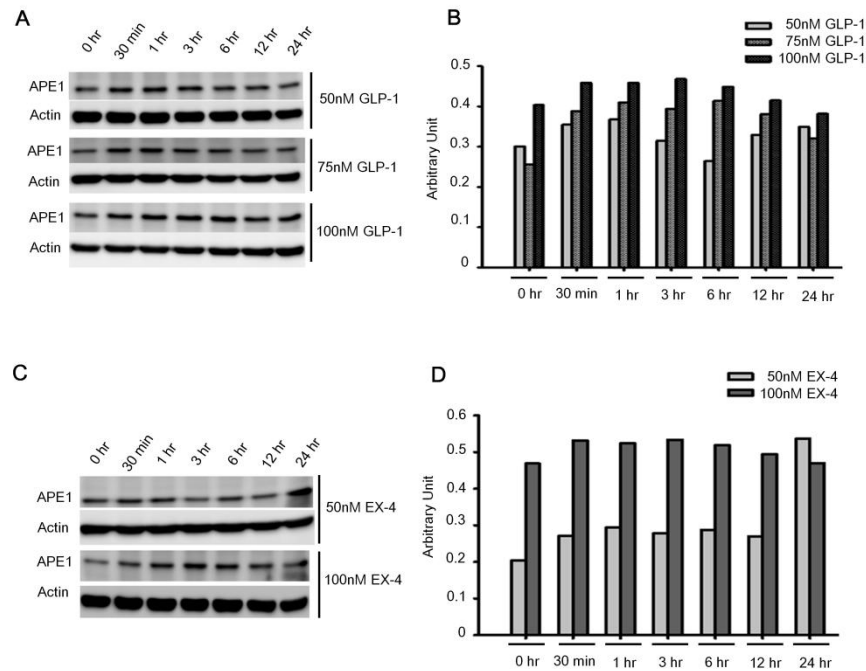 A
0 hr 30 min 1 hr 3 hr 6 hr 12 hr 24 hr
APE1
Actin
50nM GLP-1
APE1
Actin
75nM GLP-1
APE1
Actin
100nM GLP-1
B
50nM GLP-1
75nM GLP-1
100nM GLP-1
0.5
0.4
0.3
0.2
0.1
0
Arbitrary Unit
0 hr 30 min 1 hr 3 hr 6 hr 12 hr 24 hr
C
0 hr 30 min 1 hr 3 hr 6 hr 12 hr 24 hr
APE1
Actin
50nM EX-4
APE1
Actin
100nM EX-4
D
50nM EX-4
100nM EX-4
0.6
0.5
0.4
0.3
0.2
0.1
0
Arbitrary Unit
0 hr 30 min 1 hr 3 hr 6 hr 12 hr 24 hr